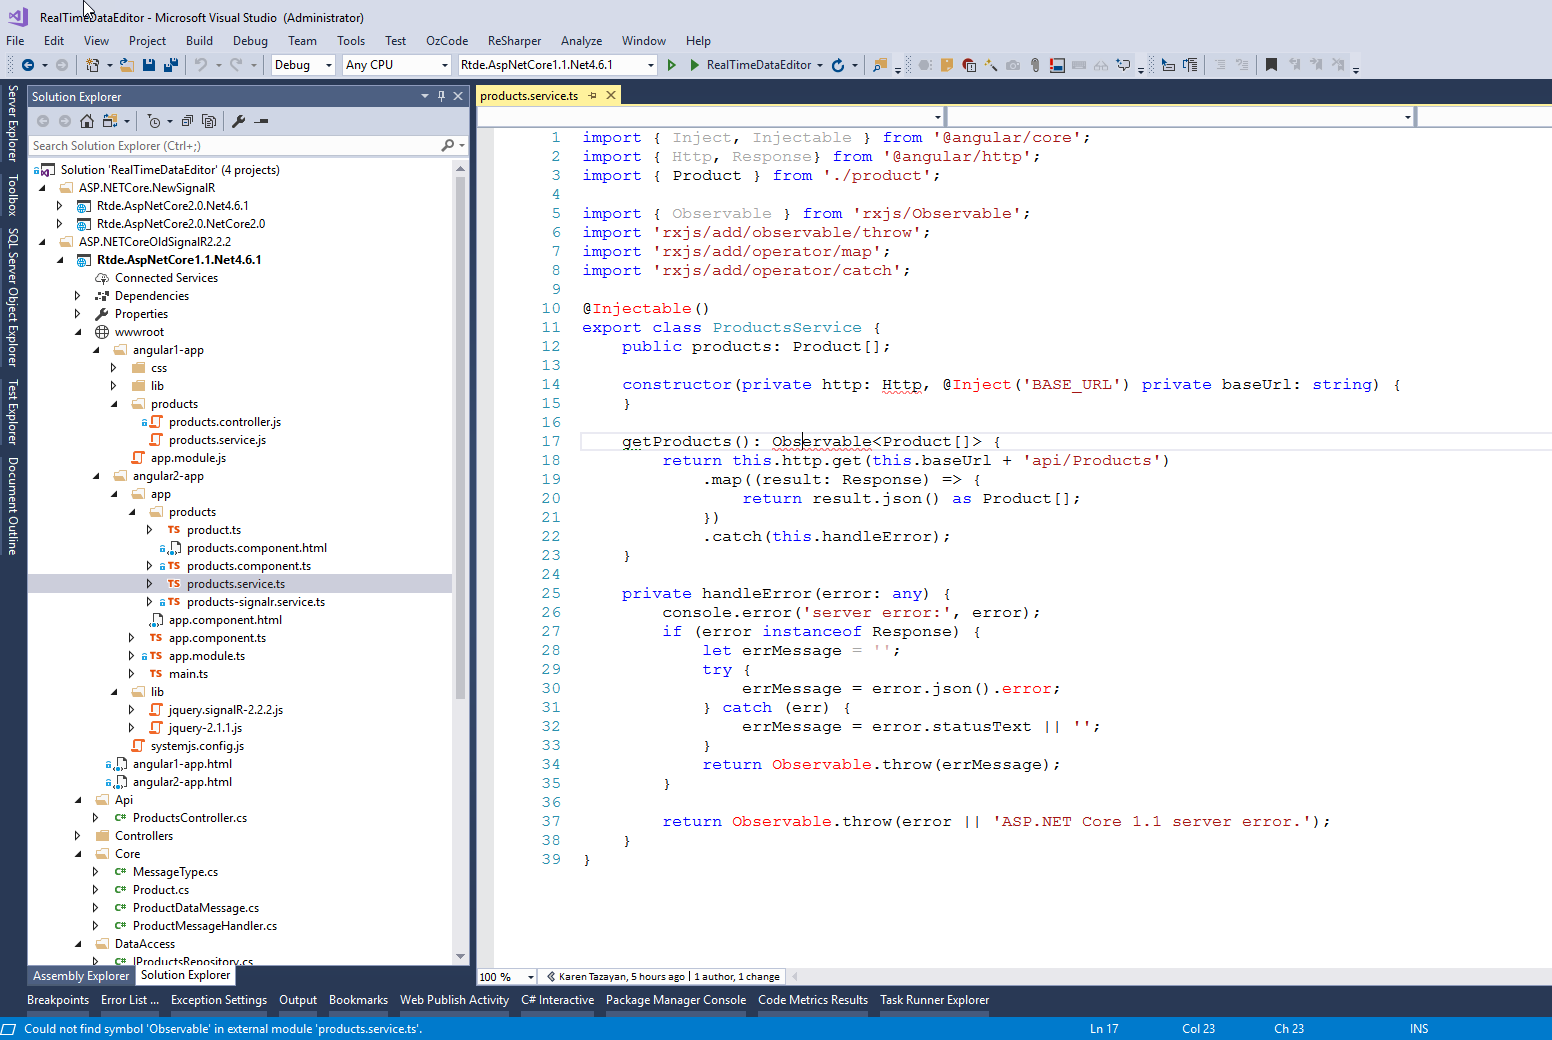 RealTimeDataEditor - Microsoft Visual Studio (Administrator)
File Edit View Project Build Debug Team Tools Test OzCode ReSharper Analyze Window Help
Debug Any CPU Rtde.AspNetCore1.1.Net4.6.1 RealTimeDataEditor
Server Explorer
Toolbox
SQL Server Object Explorer
Test Explorer
Document Outline
Solution Explorer
Search Solution Explorer (Ctrl+;)
Solution 'RealTimeDataEditor' (4 projects)
ASP.NETCore.NewSignalR
Rtde.AspNetCore2.0.Net4.6.1
Rtde.AspNetCore2.0.NetCore2.0
ASP.NETCoreOldSignalR2.2.2
Rtde.AspNetCore1.1.Net4.6.1
Connected Services
Dependencies
Properties
wwwroot
angular1-app
css
lib
products
products.controller.js
products.service.js
app.module.js
angular2-app
app
products
TS product.ts
products.component.html
TS products.component.ts
TS products.service.ts
TS products-signalr.service.ts
app.component.html
TS app.component.ts
TS app.module.ts
TS main.ts
lib
jquery.signalR-2.2.2.js
jquery-2.1.1.js
systemjs.config.js
angular1-app.html
angular2-app.html
Api
C# ProductsController.cs
Controllers
Core
C# MessageType.cs
C# Product.cs
C# ProductDataMessage.cs
C# ProductMessageHandler.cs
DataAccess
C# IProductsRepository.cs
Assembly Explorer Solution Explorer
products.service.ts
1 import { Inject, Injectable } from '@angular/core';
2 import { Http, Response} from '@angular/http';
3 import { Product } from './product';
4
5 import { Observable } from 'rxjs/Observable';
6 import 'rxjs/add/observable/throw';
7 import 'rxjs/add/operator/map';
8 import 'rxjs/add/operator/catch';
9
10 @Injectable()
11 export class ProductsService {
12 public products: Product[];
13
14 constructor(private http: Http, @Inject('BASE_URL') private baseUrl: string) {
15 }
16
17 getProducts(): Observable<Product[]> {
18 return this.http.get(this.baseUrl + 'api/Products')
19 .map((result: Response) => {
20 return result.json() as Product[];
21 })
22 .catch(this.handleError);
23 }
24
25 private handleError(error: any) {
26 console.error('server error:', error);
27 if (error instanceof Response) {
28 let errMessage = '';
29 try {
30 errMessage = error.json().error;
31 } catch (err) {
32 errMessage = error.statusText || '';
33 }
34 return Observable.throw(errMessage);
35 }
36
37 return Observable.throw(error || 'ASP.NET Core 1.1 server error.');
38 }
39 }
100 % Karen Tazayan, 5 hours ago | 1 author, 1 change
Breakpoints Error List ... Exception Settings Output Bookmarks Web Publish Activity C# Interactive Package Manager Console Code Metrics Results Task Runner Explorer
Could not find symbol 'Observable' in external module 'products.service.ts'. Ln 17 Col 23 Ch 23 INS